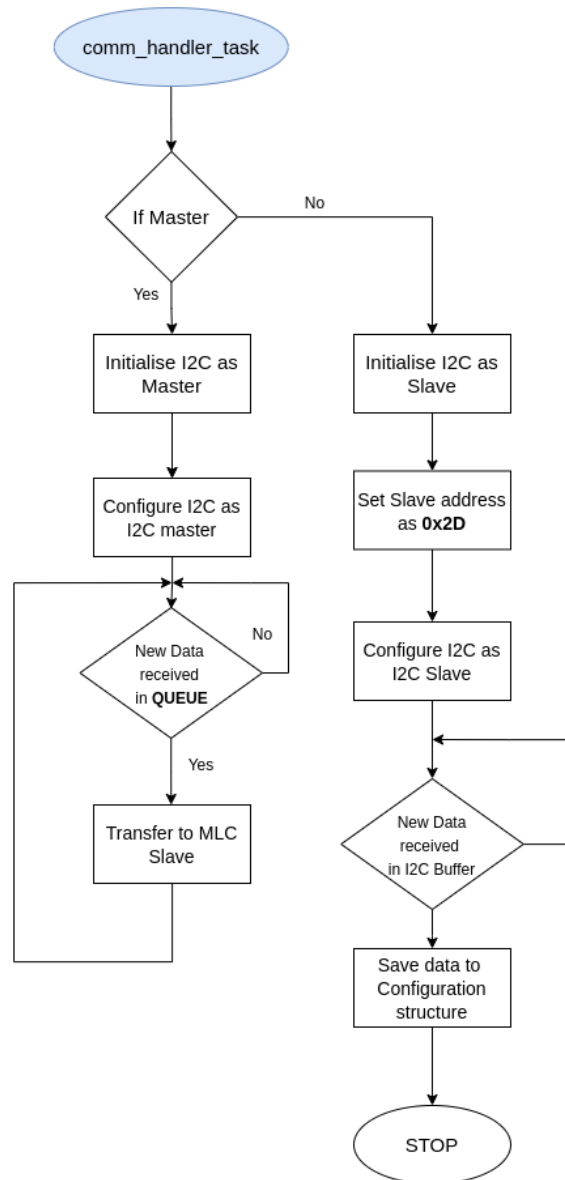 comm_handler_task
If Master
No
Yes
Initialise I2C as
Master
Initialise I2C as
Slave
Configure I2C as
I2C master
Set Slave address
as 0x2D
No
New Data
received
in QUEUE
Configure I2C as
I2C Slave
Yes
Transfer to MLC
Slave
New Data
received
in I2C Buffer
Save data to
Configuration
structure
STOP